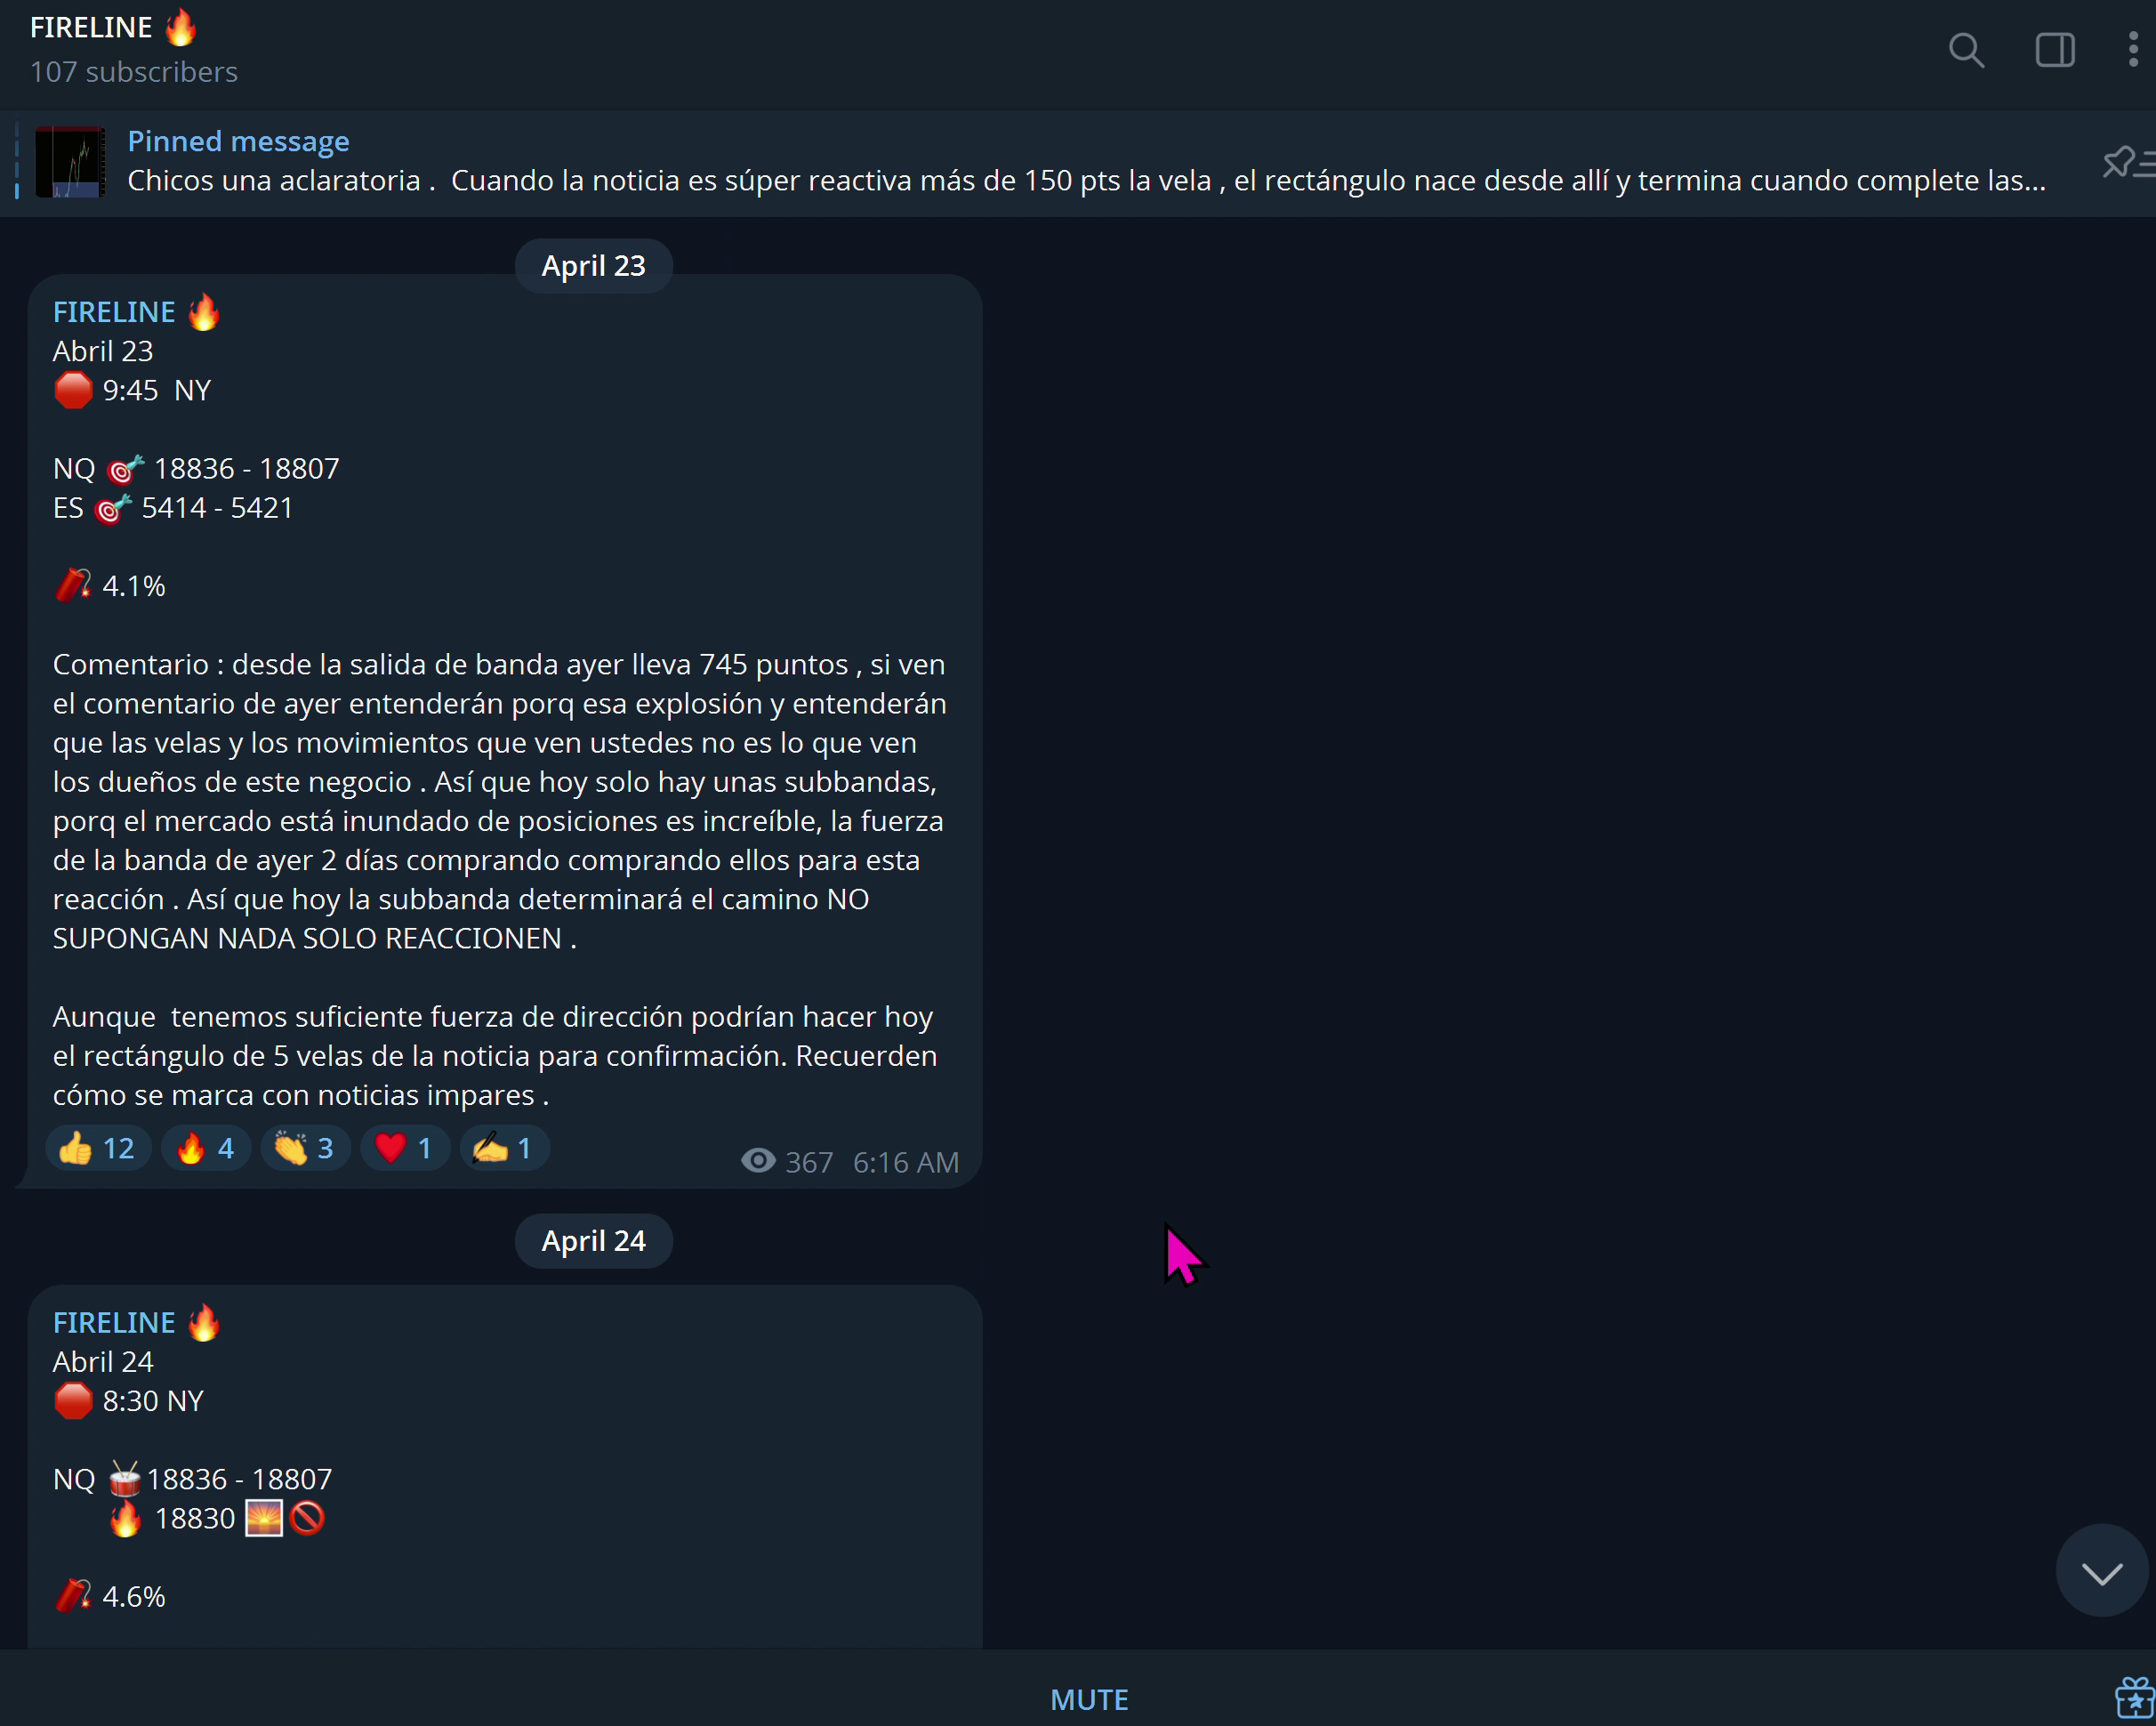 FIRELINE 🔥
107 subscribers
Pinned message
Chicos una aclaratoria .  Cuando la noticia es súper reactiva más de 150 pts la vela , el rectángulo nace desde allí y termina cuando complete las...
April 23
FIRELINE 🔥
Abril 23
🛑 9:45  NY
NQ 🎯 18836 - 18807
ES 🎯 5414 - 5421
🧨 4.1%
Comentario : desde la salida de banda ayer lleva 745 puntos , si ven
el comentario de ayer entenderán porq esa explosión y entenderán
que las velas y los movimientos que ven ustedes no es lo que ven
los dueños de este negocio . Así que hoy solo hay unas subbandas,
porq el mercado está inundado de posiciones es increíble, la fuerza
de la banda de ayer 2 días comprando comprando ellos para esta
reacción . Así que hoy la subbanda determinará el camino NO
SUPONGAN NADA SOLO REACCIONEN .
Aunque  tenemos suficiente fuerza de dirección podrían hacer hoy
el rectángulo de 5 velas de la noticia para confirmación. Recuerden
cómo se marca con noticias impares .
👍 12 🔥 4 👏 3 ❤️ 1 ✍️ 1
367 6:16 AM
April 24
FIRELINE 🔥
Abril 24
🛑 8:30 NY
NQ 🥁 18836 - 18807
🔥 18830 🌅🚫
🧨 4.6%
MUTE